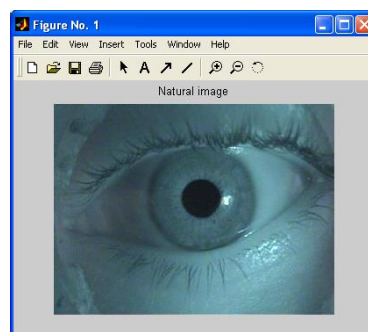 Figure No. 1
File Edit View Insert Tools Window Help
A
Natural image